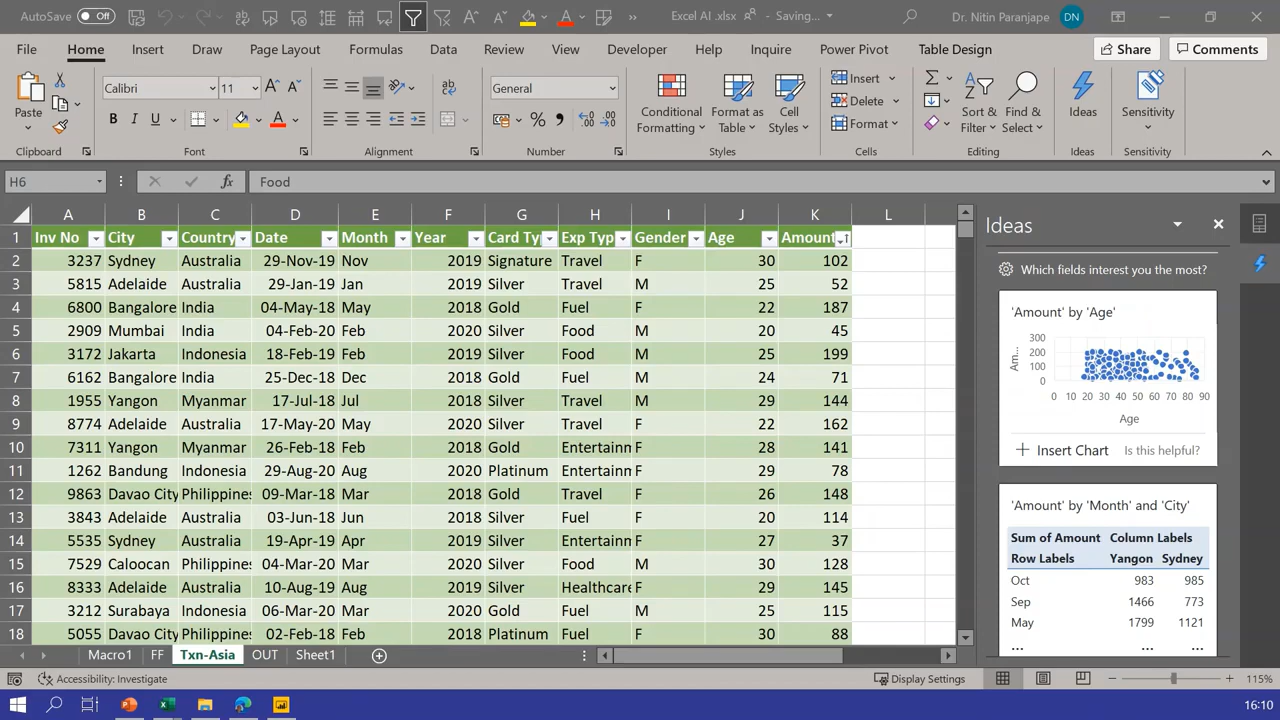 AutoSave Off Excel AI .xlsx - Saving... Dr. Nitin Paranjape DN
File Home Insert Draw Page Layout Formulas Data Review View Developer Help Inquire Power Pivot Table Design Share Comments
Paste Calibri 11 General Conditional Formatting Format as Table Cell Styles Insert Delete Format Sort & Filter Find & Select Ideas Sensitivity
Clipboard Font Alignment Number Styles Cells Editing Ideas Sensitivity
H6 fx Food
A B C D E F G H I J K L
1 Inv No City Country Date Month Year Card Ty Exp Typ Gender Age Amount
2 3237 Sydney Australia 29-Nov-19 Nov 2019 Signature Travel F 30 102
3 5815 Adelaide Australia 29-Jan-19 Jan 2019 Silver Travel M 25 52
4 6800 Bangalore India 04-May-18 May 2018 Gold Fuel F 22 187
5 2909 Mumbai India 04-Feb-20 Feb 2020 Silver Food M 20 45
6 3172 Jakarta Indonesia 18-Feb-19 Feb 2019 Silver Food M 25 199
7 6162 Bangalore India 25-Dec-18 Dec 2018 Gold Fuel M 24 71
8 1955 Yangon Myanmar 17-Jul-18 Jul 2018 Silver Travel M 29 144
9 8774 Adelaide Australia 17-May-20 May 2020 Silver Travel F 22 162
10 7311 Yangon Myanmar 26-Feb-18 Feb 2018 Gold Entertainm F 28 141
11 1262 Bandung Indonesia 29-Aug-20 Aug 2020 Platinum Entertainm F 29 78
12 9863 Davao City Philippines 09-Mar-18 Mar 2018 Gold Travel F 26 148
13 3843 Adelaide Australia 03-Jun-18 Jun 2018 Silver Fuel F 20 114
14 5535 Sydney Australia 19-Apr-19 Apr 2019 Silver Entertainm F 27 37
15 7529 Caloocan Philippines 04-Mar-20 Mar 2020 Silver Food M 30 128
16 8333 Adelaide Australia 10-Aug-19 Aug 2019 Silver Healthcare F 29 145
17 3212 Surabaya Indonesia 06-Mar-20 Mar 2020 Gold Fuel M 25 115
18 5055 Davao City Philippines 02-Feb-18 Feb 2018 Platinum Fuel F 30 88
Ideas
Which fields interest you the most?
'Amount' by 'Age'
300
200
100
0
Am...
0 10 20 30 40 50 60 70 80 90
Age
Insert Chart Is this helpful?
'Amount' by 'Month' and 'City'
Sum of Amount Column Labels
Row Labels Yangon Sydney
Oct 983 985
Sep 1466 773
May 1799 1121
... ... ...
Macro1 FF Txn-Asia OUT Sheet1
Accessibility: Investigate Display Settings 115%
16:10